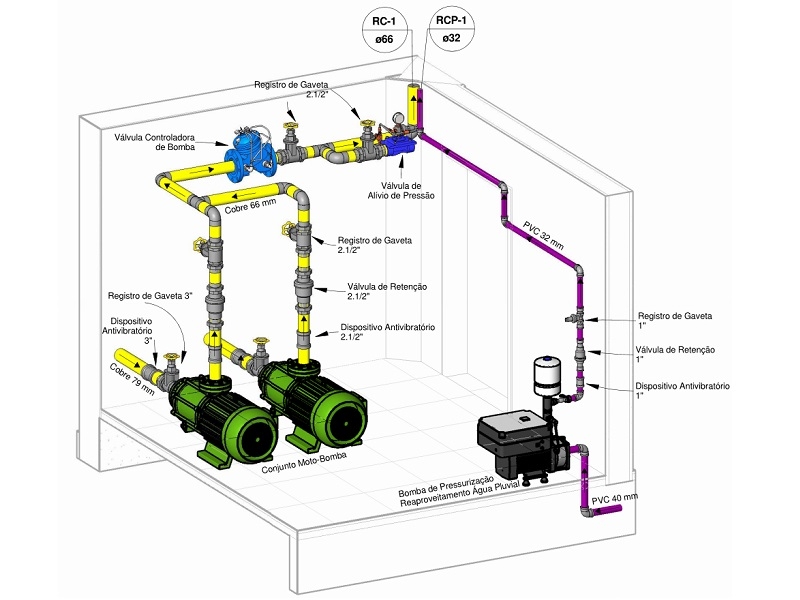 RC-1
ø66
RCP-1
ø32
Registro de Gaveta
2.1/2"
Válvula Controladora
de Bomba
Válvula de
Alívio de Pressão
Cobre 66 mm
PVC 32 mm
Registro de Gaveta
2.1/2"
Válvula de Retenção
2.1/2"
Dispositivo Antivibratório
2.1/2"
Registro de Gaveta 3"
Dispositivo
Antivibratório
3"
Cobre 79 mm
Registro de Gaveta
1"
Válvula de Retenção
1"
Dispositivo Antivibratório
1"
Conjunto Moto-Bomba
Bomba de Pressurização
Reaproveitamento Água Pluvial
PVC 40 mm